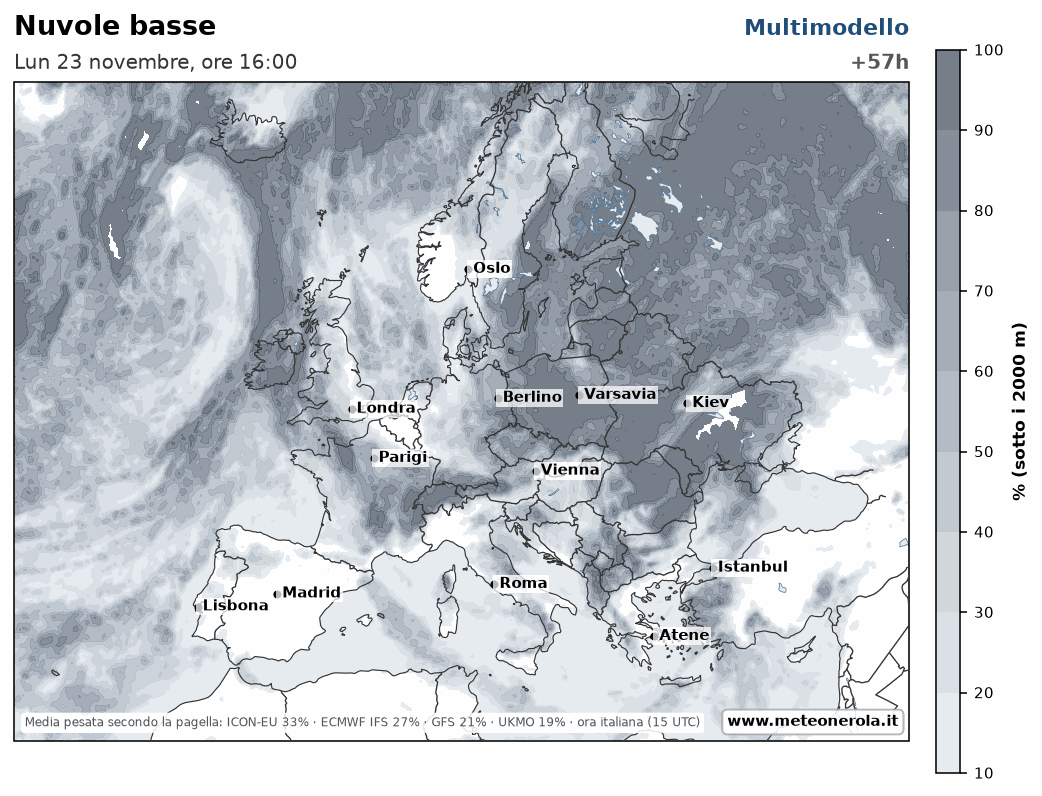 Nuvole basse
Multimodello
Lun 23 novembre, ore 16:00
+57h
100
90
80
70
60
50
40
30
20
10
% (sotto i 2000 m)
Oslo
Berlino
Varsavia
Kiev
Londra
Parigi
Vienna
Istanbul
Roma
Madrid
Lisbona
Atene
Media pesata secondo la pagella: ICON-EU 33% · ECMWF IFS 27% · GFS 21% · UKMO 19% · ora italiana (15 UTC)
www.meteonerola.it